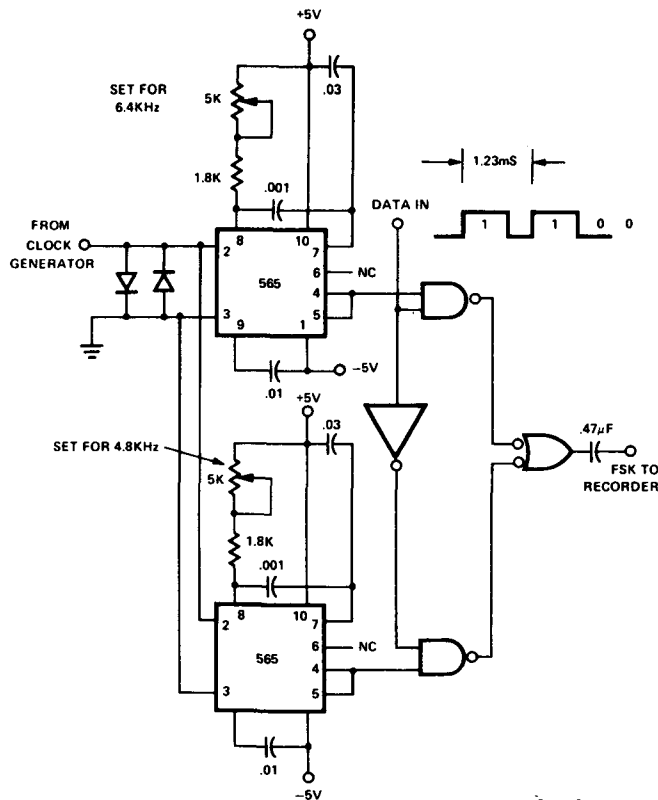 +5V
SET FOR
6.4KHz
5K
.03
1.8K
.001
1.23mS
DATA IN
1 1 0 0
FROM
CLOCK
GENERATOR
8 10
2 7
6 NC
565
4
3 5
9 1
-5V
.01
+5V
.03
SET FOR 4.8KHz
5K
.47µF
FSK TO
RECORDER
1.8K
.001
8 10
2 7
6 NC
565
4
3 5
.01
-5V